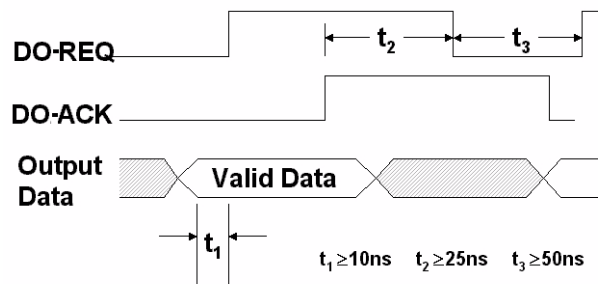 DO-REQ
t2
t3
DO-ACK
Output
Data
Valid Data
t1
t1 ≥10ns t2 ≥25ns t3 ≥50ns